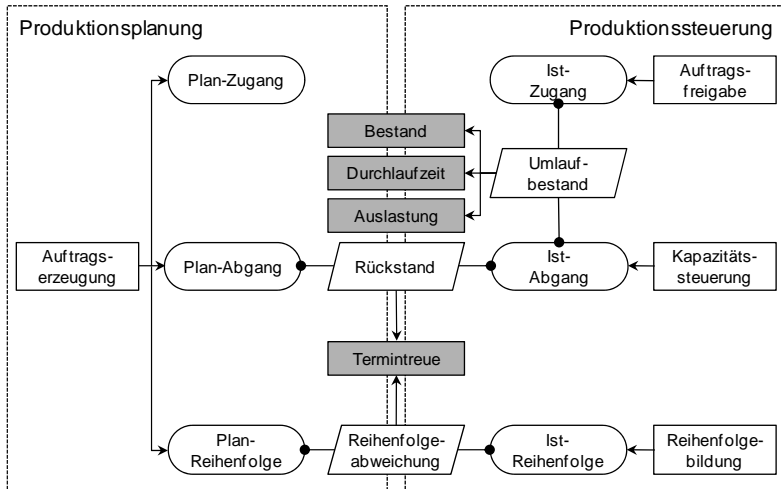 Produktionsplanung
Produktionssteuerung
Plan-Zugang
Ist-
Zugang
Auftrags-
freigabe
Bestand
Durchlaufzeit
Auslastung
Umlauf-
bestand
Auftrags-
erzeugung
Plan-Abgang
Rückstand
Ist-
Abgang
Kapazitäts-
steuerung
Termintreue
Plan-
Reihenfolge
Reihenfolge-
abweichung
Ist-
Reihenfolge
Reihenfolge-
bildung